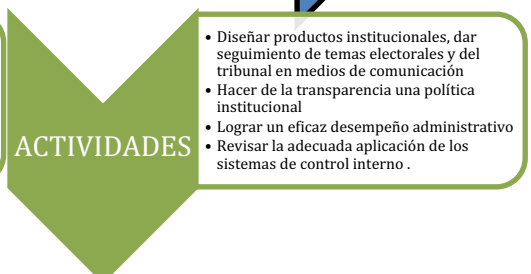 ACTIVIDADES
• Diseñar productos institucionales, dar
seguimiento de temas electorales y del
tribunal en medios de comunicación
• Hacer de la transparencia una política
institucional
• Lograr un eficaz desempeño administrativo
• Revisar la adecuada aplicación de los
sistemas de control interno .